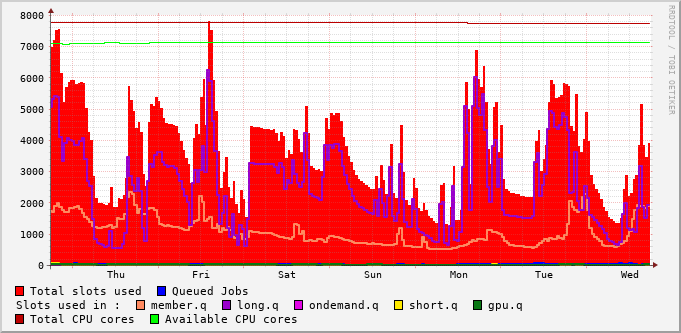 8000
7000
6000
5000
4000
3000
2000
1000
0
Thu Fri Sat Sun Mon Tue Wed
RRDTOOL / TOBI OETIKER
Total slots used Queued Jobs
Slots used in : member.q long.q ondemand.q short.q gpu.q
Total CPU cores Available CPU cores